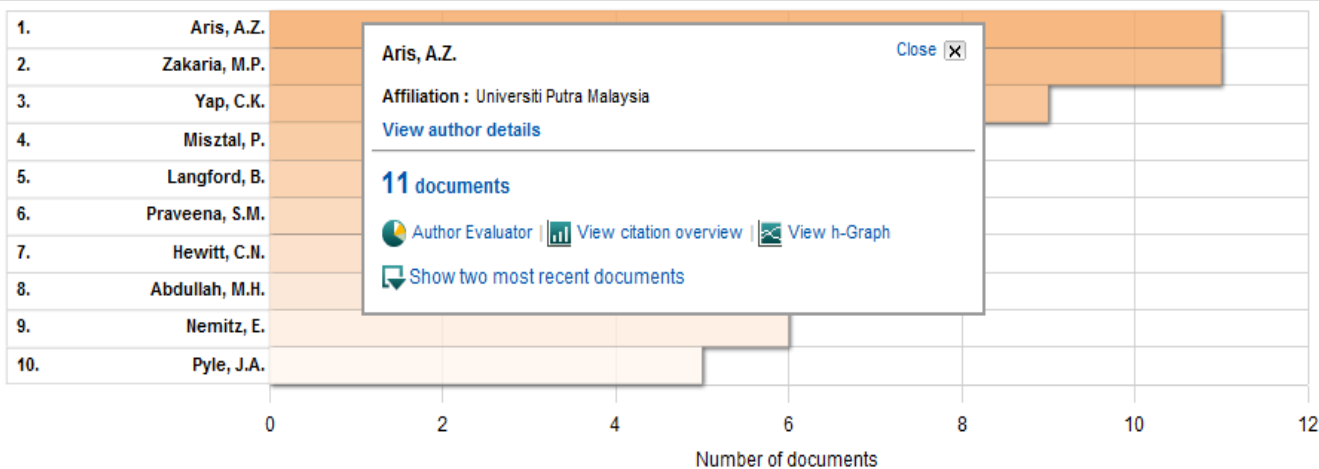 1. Aris, A.Z.
2. Zakaria, M.P.
3. Yap, C.K.
4. Misztal, P.
5. Langford, B.
6. Praveena, S.M.
7. Hewitt, C.N.
8. Abdullah, M.H.
9. Nemitz, E.
10. Pyle, J.A.
Aris, A.Z. Close
Affiliation : Universiti Putra Malaysia
View author details
11 documents
Author Evaluator | View citation overview | View h-Graph
Show two most recent documents
0 2 4 6 8 10 12
Number of documents